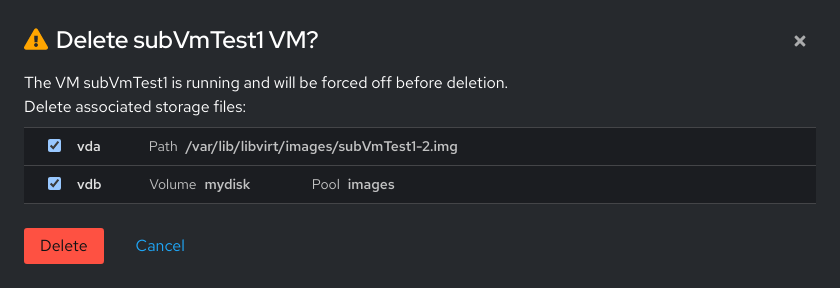 Delete subVmTest1 VM?
The VM subVmTest1 is running and will be forced off before deletion.
Delete associated storage files:
vda Path /var/lib/libvirt/images/subVmTest1-2.img
vdb Volume mydisk Pool images
Delete Cancel